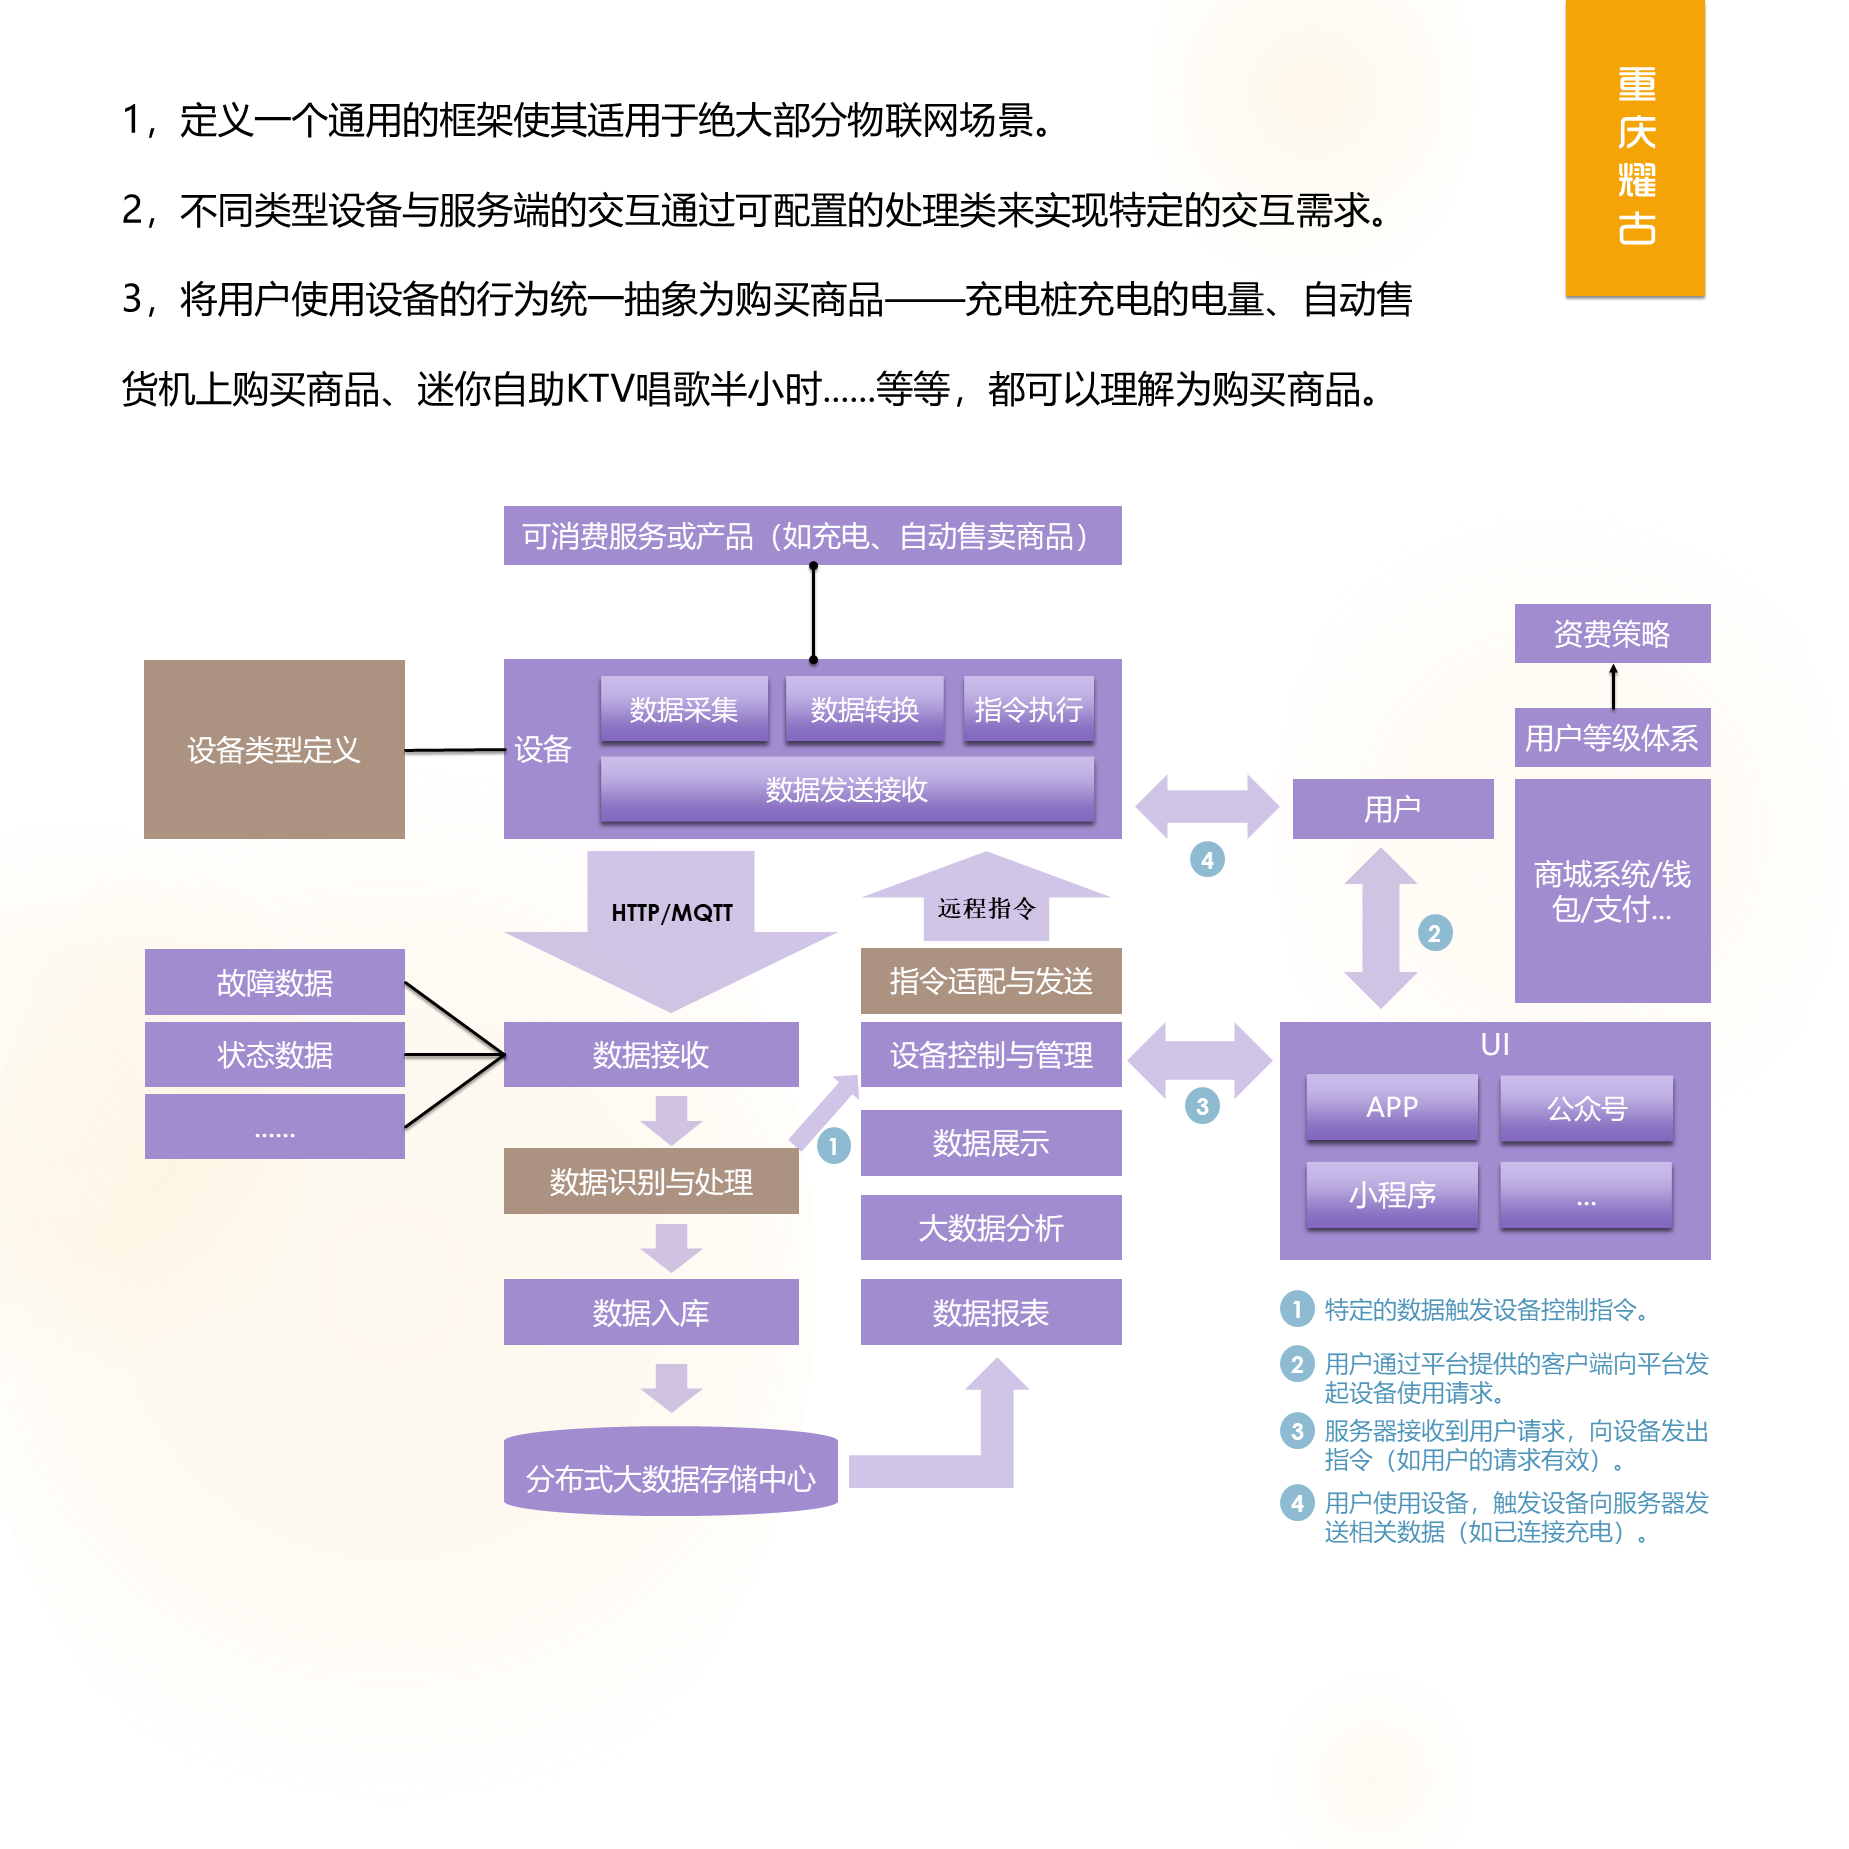 重庆耀古
1，定义一个通用的框架使其适用于绝大部分物联网场景。
2，不同类型设备与服务端的交互通过可配置的处理类来实现特定的交互需求。
3，将用户使用设备的行为统一抽象为购买商品——充电桩充电的电量、自动售
货机上购买商品、迷你自助KTV唱歌半小时......等等，都可以理解为购买商品。
可消费服务或产品（如充电、自动售卖商品）
资费策略
用户等级体系
设备类型定义
设备
数据采集
数据转换
指令执行
数据发送接收
用户
4
商城系统/钱
包/支付...
HTTP/MQTT
远程指令
2
故障数据
状态数据
......
数据接收
指令适配与发送
设备控制与管理
3
UI
APP
公众号
小程序
...
1
数据识别与处理
数据展示
大数据分析
数据入库
数据报表
分布式大数据存储中心
1 特定的数据触发设备控制指令。
2 用户通过平台提供的客户端向平台发
起设备使用请求。
3 服务器接收到用户请求，向设备发出
指令（如用户的请求有效）。
4 用户使用设备，触发设备向服务器发
送相关数据（如已连接充电）。